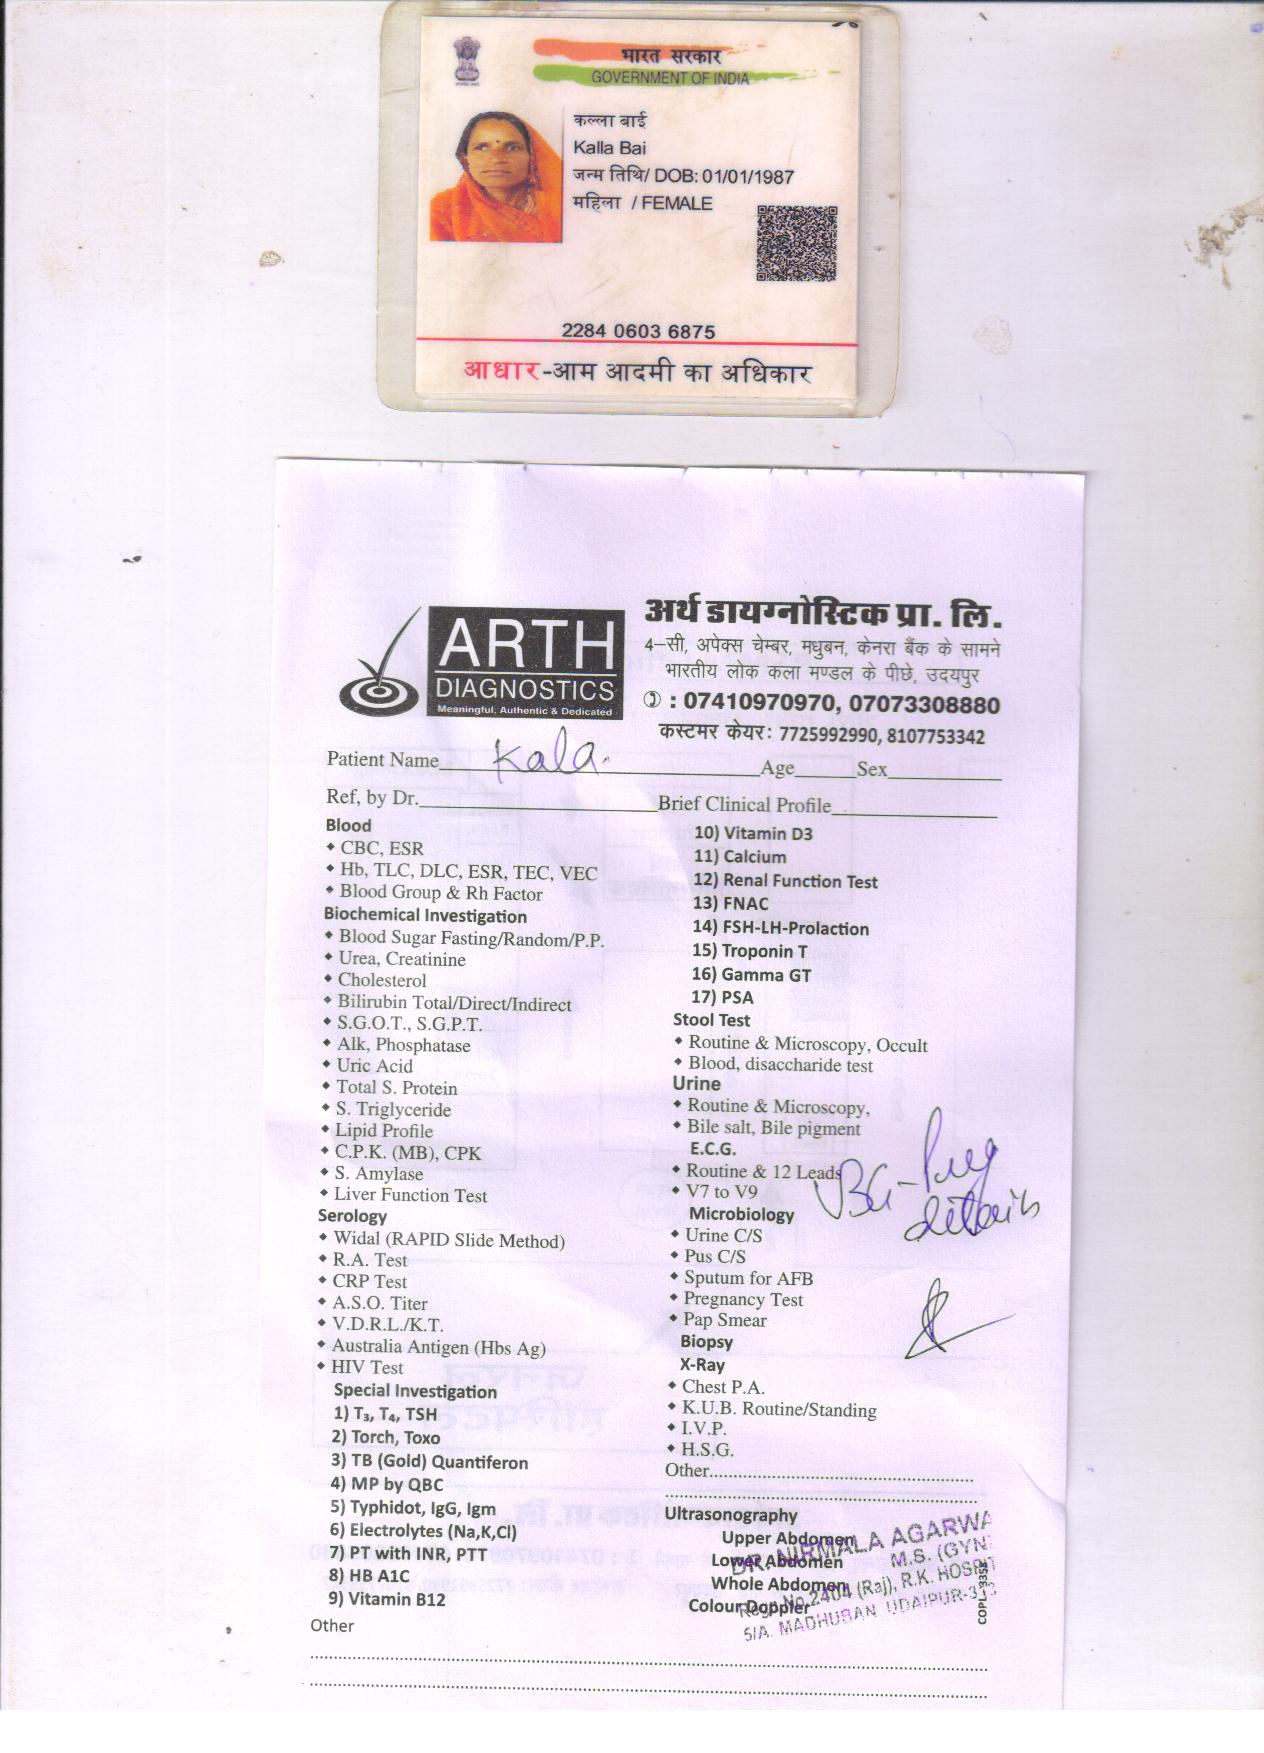 भारत सरकार
GOVERNMENT OF INDIA
कल्ला बाई
Kalla Bai
जन्म तिथि/ DOB: 01/01/1987
महिला / FEMALE
2284 0603 6875
आधार-आम आदमी का अधिकार
ARTH
DIAGNOSTICS
Meaningful, Authentic & Dedicated
अर्थ डायग्नोस्टिक प्रा. लि.
4-सी, अपेक्स चेम्बर, मधुबन, केनरा बैंक के सामने
भारतीय लोक कला मण्डल के पीछे, उदयपुर
: 07410970970, 07073308880
कस्टमर केयर: 7725992990, 8107753342
Patient Name Kala Age Sex
Ref, by Dr. Brief Clinical Profile
Blood
CBC, ESR
Hb, TLC, DLC, ESR, TEC, VEC
Blood Group & Rh Factor
Biochemical Investigation
Blood Sugar Fasting/Random/P.P.
Urea, Creatinine
Cholesterol
Bilirubin Total/Direct/Indirect
S.G.O.T., S.G.P.T.
Alk, Phosphatase
Uric Acid
Total S. Protein
S. Triglyceride
Lipid Profile
C.P.K. (MB), CPK
S. Amylase
Liver Function Test
Serology
Widal (RAPID Slide Method)
R.A. Test
CRP Test
A.S.O. Titer
V.D.R.L./K.T.
Australia Antigen (Hbs Ag)
HIV Test
Special Investigation
1) T₃, T₄, TSH
2) Torch, Toxo
3) TB (Gold) Quantiferon
4) MP by QBC
5) Typhidot, IgG, Igm
6) Electrolytes (Na,K,Cl)
7) PT with INR, PTT
8) HB A1C
9) Vitamin B12
Other
10) Vitamin D3
11) Calcium
12) Renal Function Test
13) FNAC
14) FSH-LH-Prolaction
15) Troponin T
16) Gamma GT
17) PSA
Stool Test
Routine & Microscopy, Occult
Blood, disaccharide test
Urine
Routine & Microscopy,
Bile salt, Bile pigment
E.C.G.
Routine & 12 Leads
V7 to V9
Microbiology
Urine C/S
Pus C/S
Sputum for AFB
Pregnancy Test
Pap Smear
Biopsy
X-Ray
Chest P.A.
K.U.B. Routine/Standing
I.V.P.
H.S.G.
Other
Ultrasonography
Upper Abdomen
Lower Abdomen
Whole Abdomen
Colour Doppler
DR. NIRMALA AGARWA
M.S. (GYN
Regd. No. 2404 (Raj), R.K. HOSPIT
5/A. MADHUBAN UDAIPUR-313